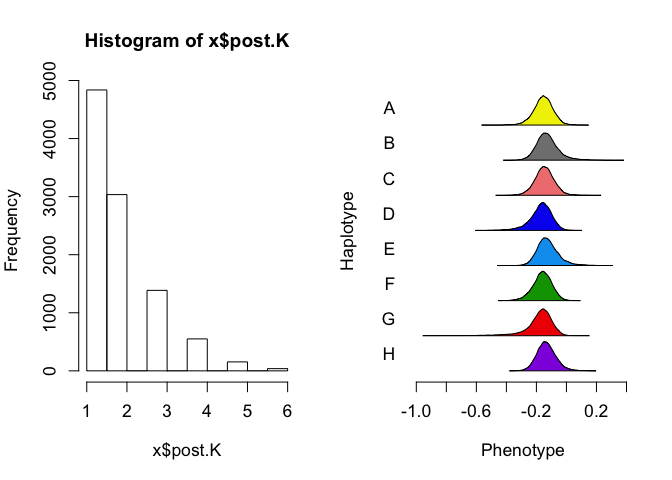 Histogram of x$post.K
Frequency
0
1000
2000
3000
4000
5000
1 2 3 4 5 6
x$post.K
Haplotype
A
B
C
D
E
F
G
H
-1.0 -0.6 -0.2 0.2
Phenotype